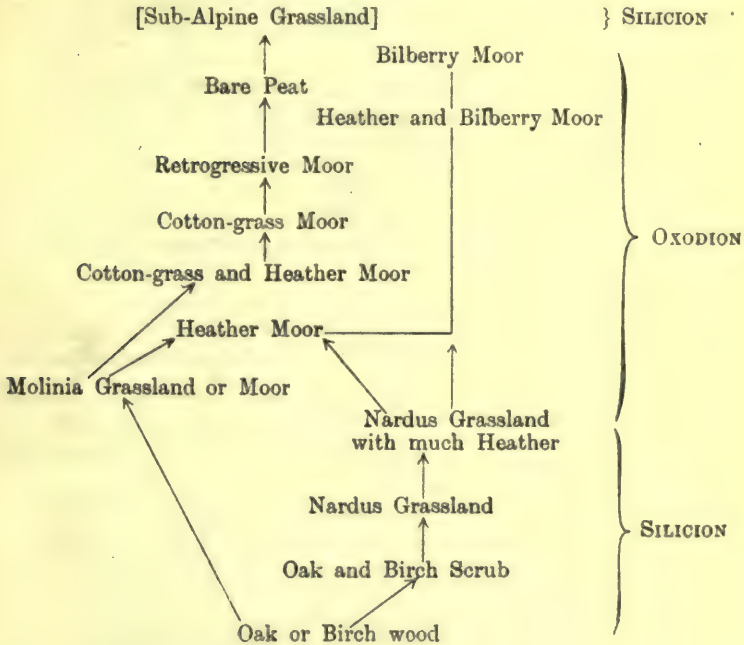 [Sub-Alpine Grassland] } SILICION
Bilberry Moor
Bare Peat
Heather and Bilberry Moor
Retrogressive Moor
Cotton-grass Moor
OXODION
Cotton-grass and Heather Moor
Heather Moor
Molinia Grassland or Moor
Nardus Grassland
with much Heather
Nardus Grassland
SILICION
Oak and Birch Scrub
Oak or Birch wood